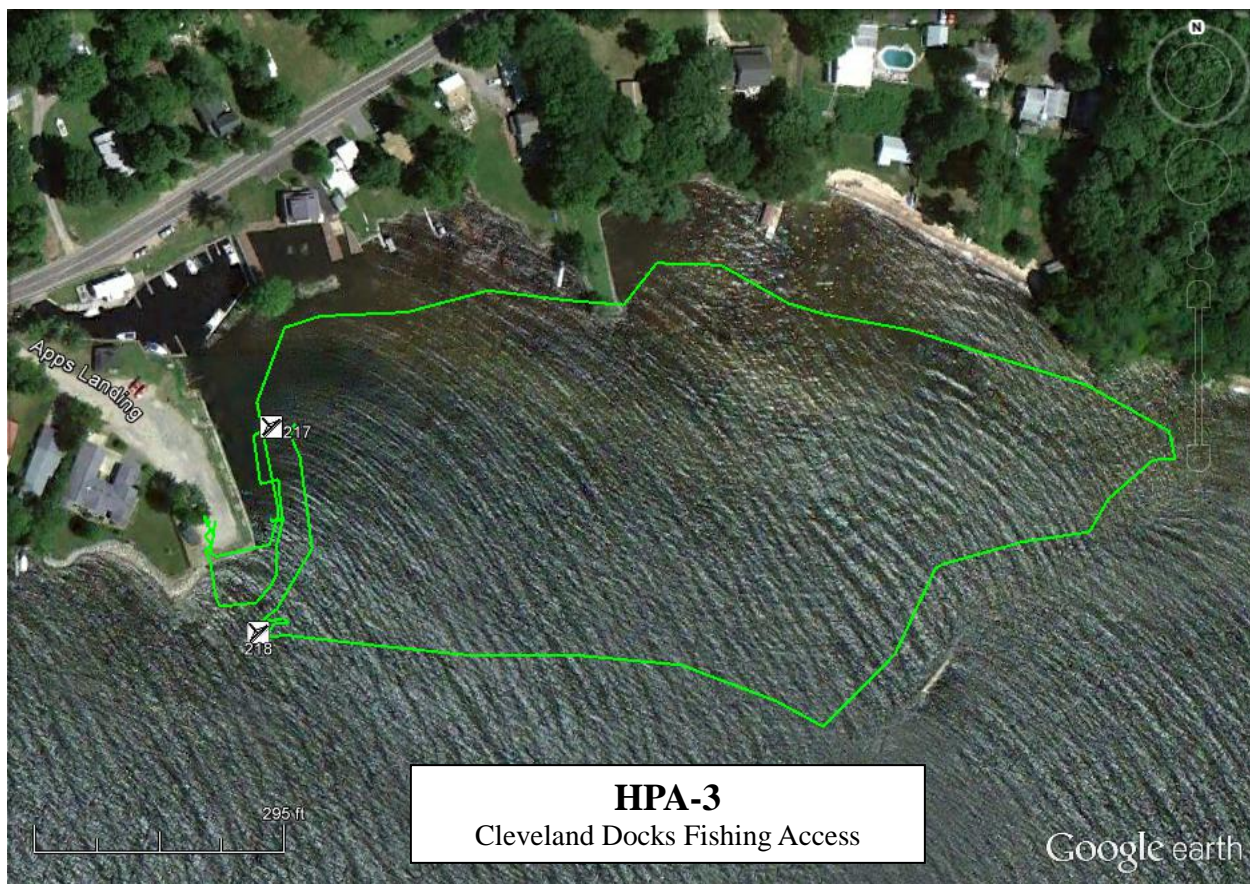 N
Apps Landing
217
218
295 ft
HPA-3
Cleveland Docks Fishing Access
Google earth